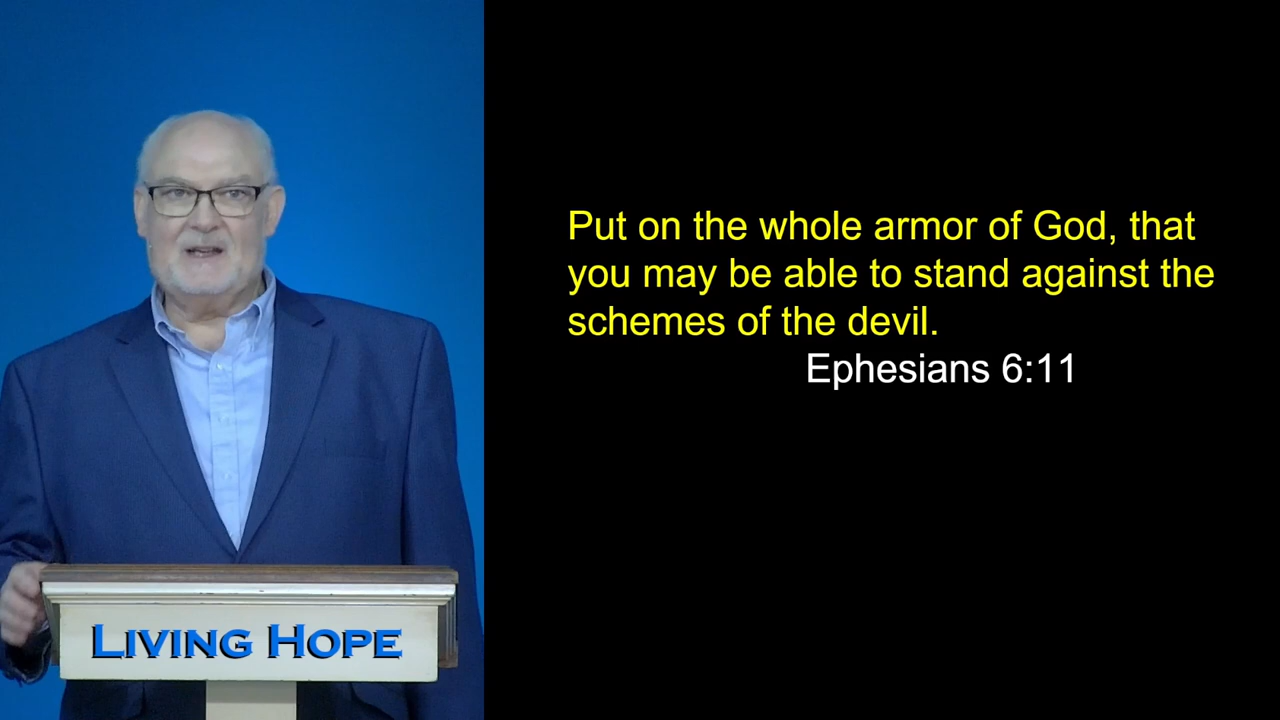 Put on the whole armor of God, that
you may be able to stand against the
schemes of the devil.
Ephesians 6:11
LIVING HOPE